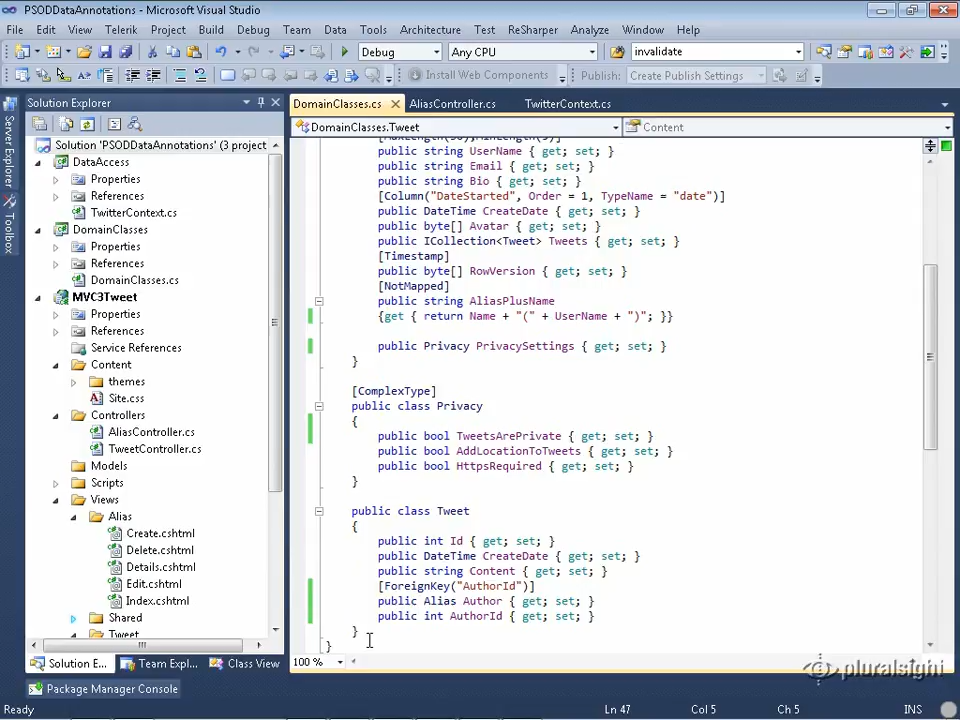 PSODDataAnnotations - Microsoft Visual Studio
File Edit View Telerik Project Build Debug Team Data Tools Architecture Test ReSharper Analyze Window Help
Debug Any CPU invalidate
Install Web Components Publish: Create Publish Settings
Server Explorer
Toolbox
Solution Explorer
Solution 'PSODDataAnnotations' (3 project
DataAccess
Properties
References
TwitterContext.cs
DomainClasses
Properties
References
DomainClasses.cs
MVC3Tweet
Properties
References
Service References
Content
themes
Site.css
Controllers
AliasController.cs
TweetController.cs
Models
Scripts
Views
Alias
Create.cshtml
Delete.cshtml
Details.cshtml
Edit.cshtml
Index.cshtml
Shared
Tweet
Solution E... Team Expl... Class View
DomainClasses.cs AliasController.cs TwitterContext.cs
DomainClasses.Tweet Content
public string UserName { get; set; }
public string Email { get; set; }
public string Bio { get; set; }
[Column("DateStarted", Order = 1, TypeName = "date")]
public DateTime CreateDate { get; set; }
public byte[] Avatar { get; set; }
public ICollection<Tweet> Tweets { get; set; }
[Timestamp]
public byte[] RowVersion { get; set; }
[NotMapped]
public string AliasPlusName
{get { return Name + "(" + UserName + ")"; }}
public Privacy PrivacySettings { get; set; }
}
[ComplexType]
public class Privacy
{
public bool TweetsArePrivate { get; set; }
public bool AddLocationToTweets { get; set; }
public bool HttpsRequired { get; set; }
}
public class Tweet
{
public int Id { get; set; }
public DateTime CreateDate { get; set; }
public string Content { get; set; }
[ForeignKey("AuthorId")]
public Alias Author { get; set; }
public int AuthorId { get; set; }
}
}
100 %
pluralsight
Package Manager Console
Ready Ln 47 Col 5 Ch 5 INS